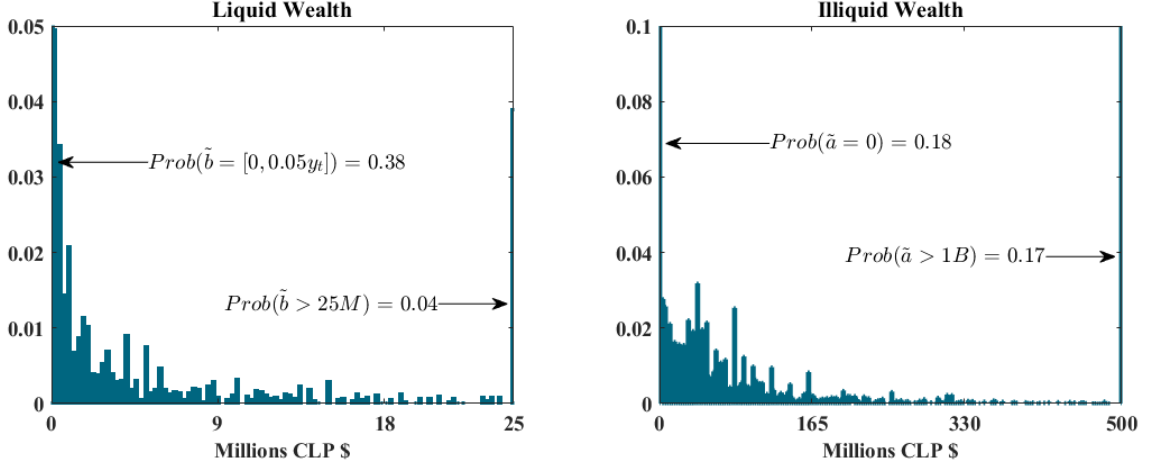 Liquid Wealth
0.05
0.04
0.03
0.02
0.01
0
Prob(b̃ = [0, 0.05yₜ]) = 0.38
Prob(b̃ > 25M) = 0.04
0 9 18 25
Millions CLP $
Illiquid Wealth
0.1
0.08
0.06
0.04
0.02
0
Prob(ã = 0) = 0.18
Prob(ã > 1B) = 0.17
0 165 330 500
Millions CLP $